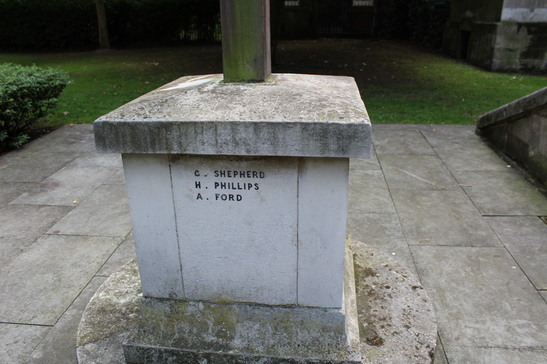 G. SHEPHERD
H. PHILLIPS
A. FORD